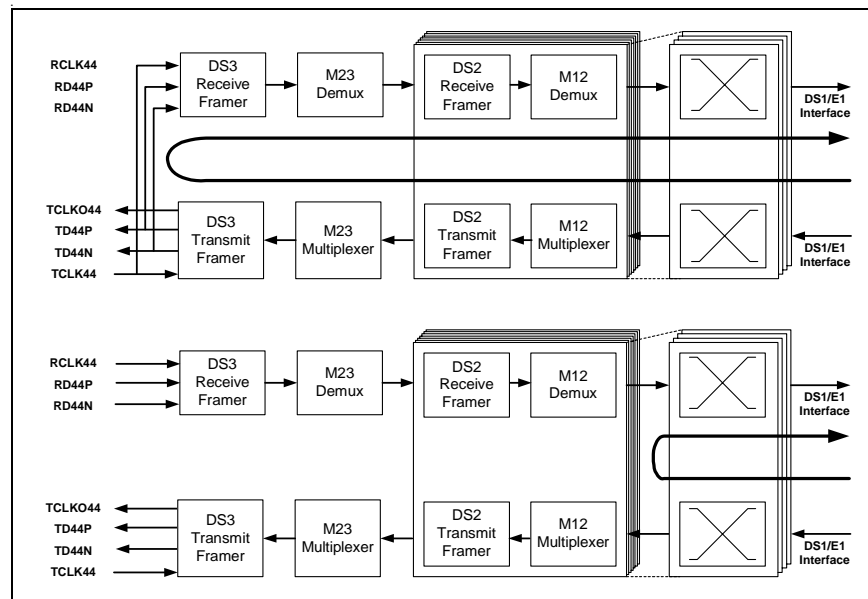 RCLK44
RD44P
RD44N
DS3
Receive
Framer
M23
Demux
DS2
Receive
Framer
M12
Demux
DS1/E1
Interface
TCLKO44
TD44P
TD44N
TCLK44
DS3
Transmit
Framer
M23
Multiplexer
DS2
Transmit
Framer
M12
Multiplexer
DS1/E1
Interface
RCLK44
RD44P
RD44N
DS3
Receive
Framer
M23
Demux
DS2
Receive
Framer
M12
Demux
DS1/E1
Interface
TCLKO44
TD44P
TD44N
TCLK44
DS3
Transmit
Framer
M23
Multiplexer
DS2
Transmit
Framer
M12
Multiplexer
DS1/E1
Interface